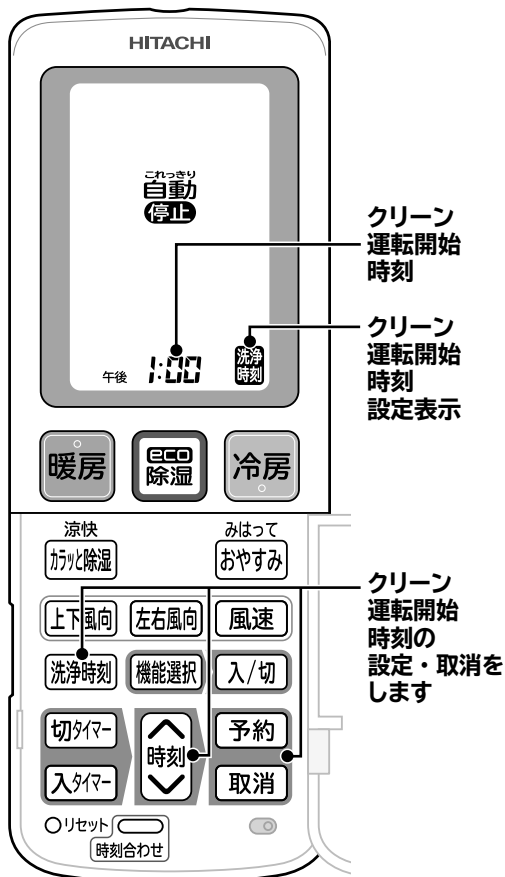 HITACHI
これっきり
自動
停止
午後 1:00 洗浄時刻
クリーン
運転開始
時刻
クリーン
運転開始
時刻
設定表示
暖房 eco除湿 冷房
涼快 みはって
カラッと除湿 おやすみ
上下風向 左右風向 風速
洗浄時刻 機能選択 入/切
クリーン
運転開始
時刻の
設定・取消を
します
切タイマー 時刻 予約
入タイマー 取消
リセット
時刻合わせ